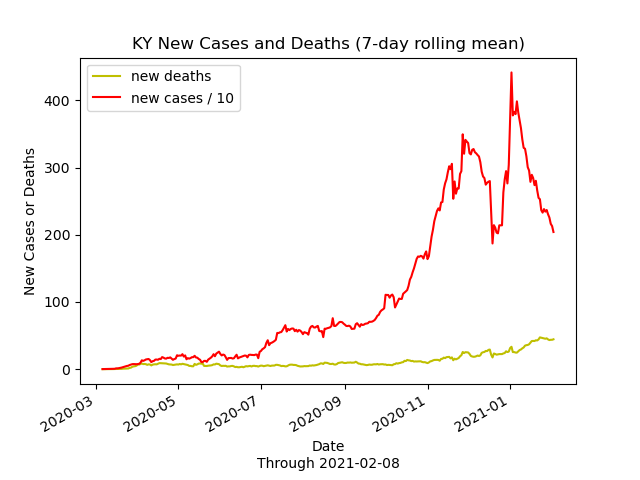 KY New Cases and Deaths (7-day rolling mean)
new deaths
new cases / 10
New Cases or Deaths
400
300
200
100
0
2020-03
2020-05
2020-07
2020-09
2020-11
2021-01
Date
Through 2021-02-08